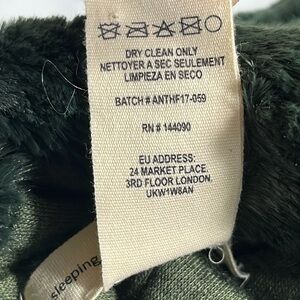 DRY CLEAN ONLY
NETTOYER A SEC SEULEMENT
LIMPIEZA EN SECO
BATCH # ANTHF17-059
RN # 144090
EU ADDRESS:
24 MARKET PLACE.
3RD FLOOR LONDON.
UKW1W8AN
sleeping